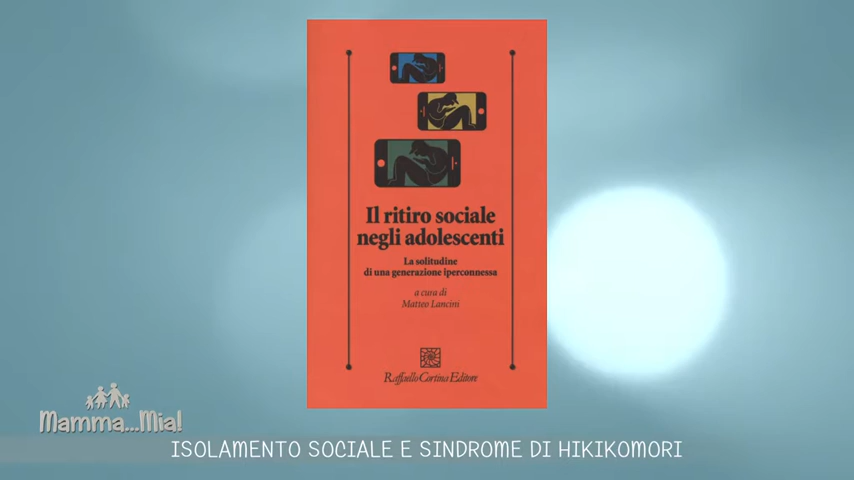 Il ritiro sociale
negli adolescenti
La solitudine
di una generazione iperconnessa
a cura di
Matteo Lancini
Raffaello Cortina Editore
Mamma...Mia!
ISOLAMENTO SOCIALE E SINDROME DI HIKIKOMORI